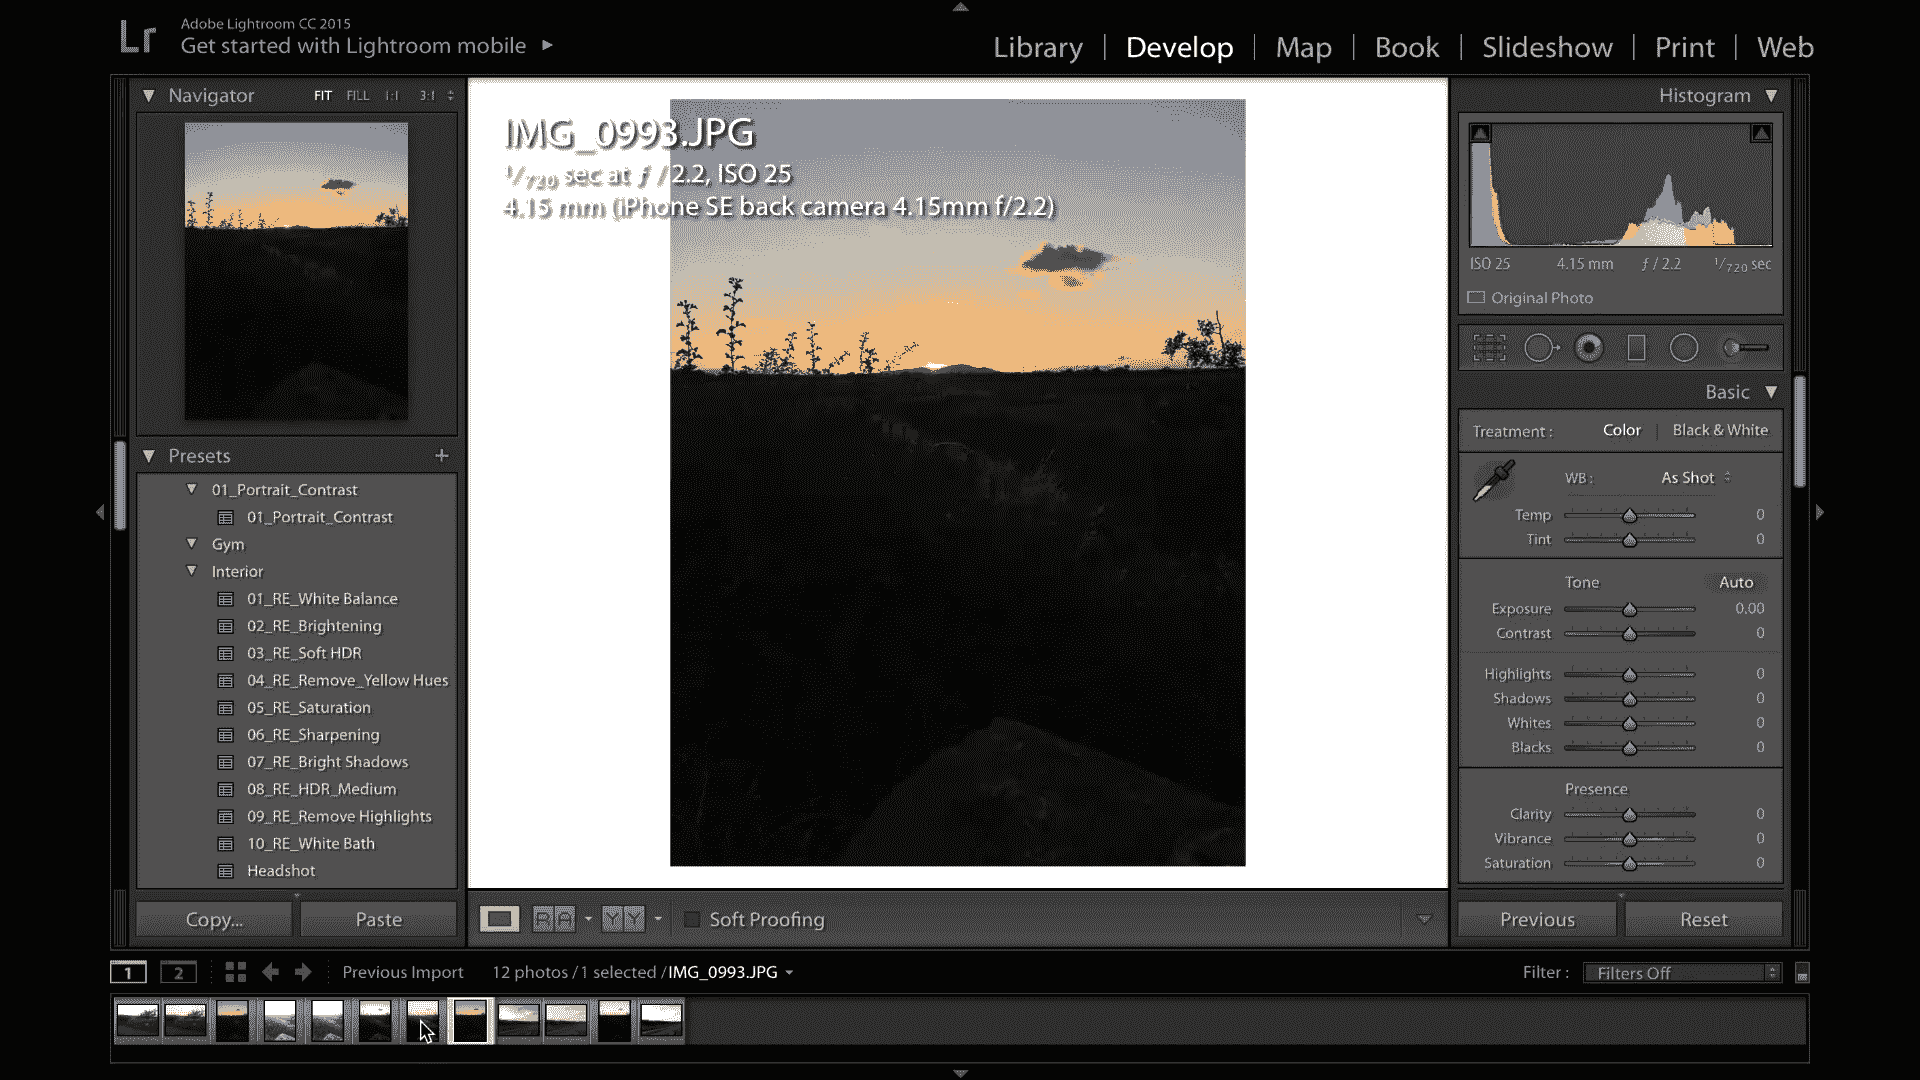 Lr
Adobe Lightroom CC 2015
Get started with Lightroom mobile
Library | Develop | Map | Book | Slideshow | Print | Web
Navigator FIT FILL 1:1 3:1
Histogram
IMG_0993.JPG
1/720 sec at ƒ / 2.2, ISO 25
4.15 mm (iPhone SE back camera 4.15mm f/2.2)
ISO 25 4.15 mm ƒ / 2.2 1/720 sec
Original Photo
Basic
Treatment : Color | Black & White
WB : As Shot
Temp 0
Tint 0
Tone Auto
Exposure 0.00
Contrast 0
Highlights 0
Shadows 0
Whites 0
Blacks 0
Presence
Clarity 0
Vibrance 0
Saturation 0
Presets +
01_Portrait_Contrast
01_Portrait_Contrast
Gym
Interior
01_RE_White Balance
02_RE_Brightening
03_RE_Soft HDR
04_RE_Remove_Yellow Hues
05_RE_Saturation
06_RE_Sharpening
07_RE_Bright Shadows
08_RE_HDR_Medium
09_RE_Remove Highlights
10_RE_White Bath
Headshot
Copy... Paste
R A Y Y Soft Proofing
Previous Reset
1 2 Previous Import 12 photos / 1 selected / IMG_0993.JPG
Filter : Filters Off